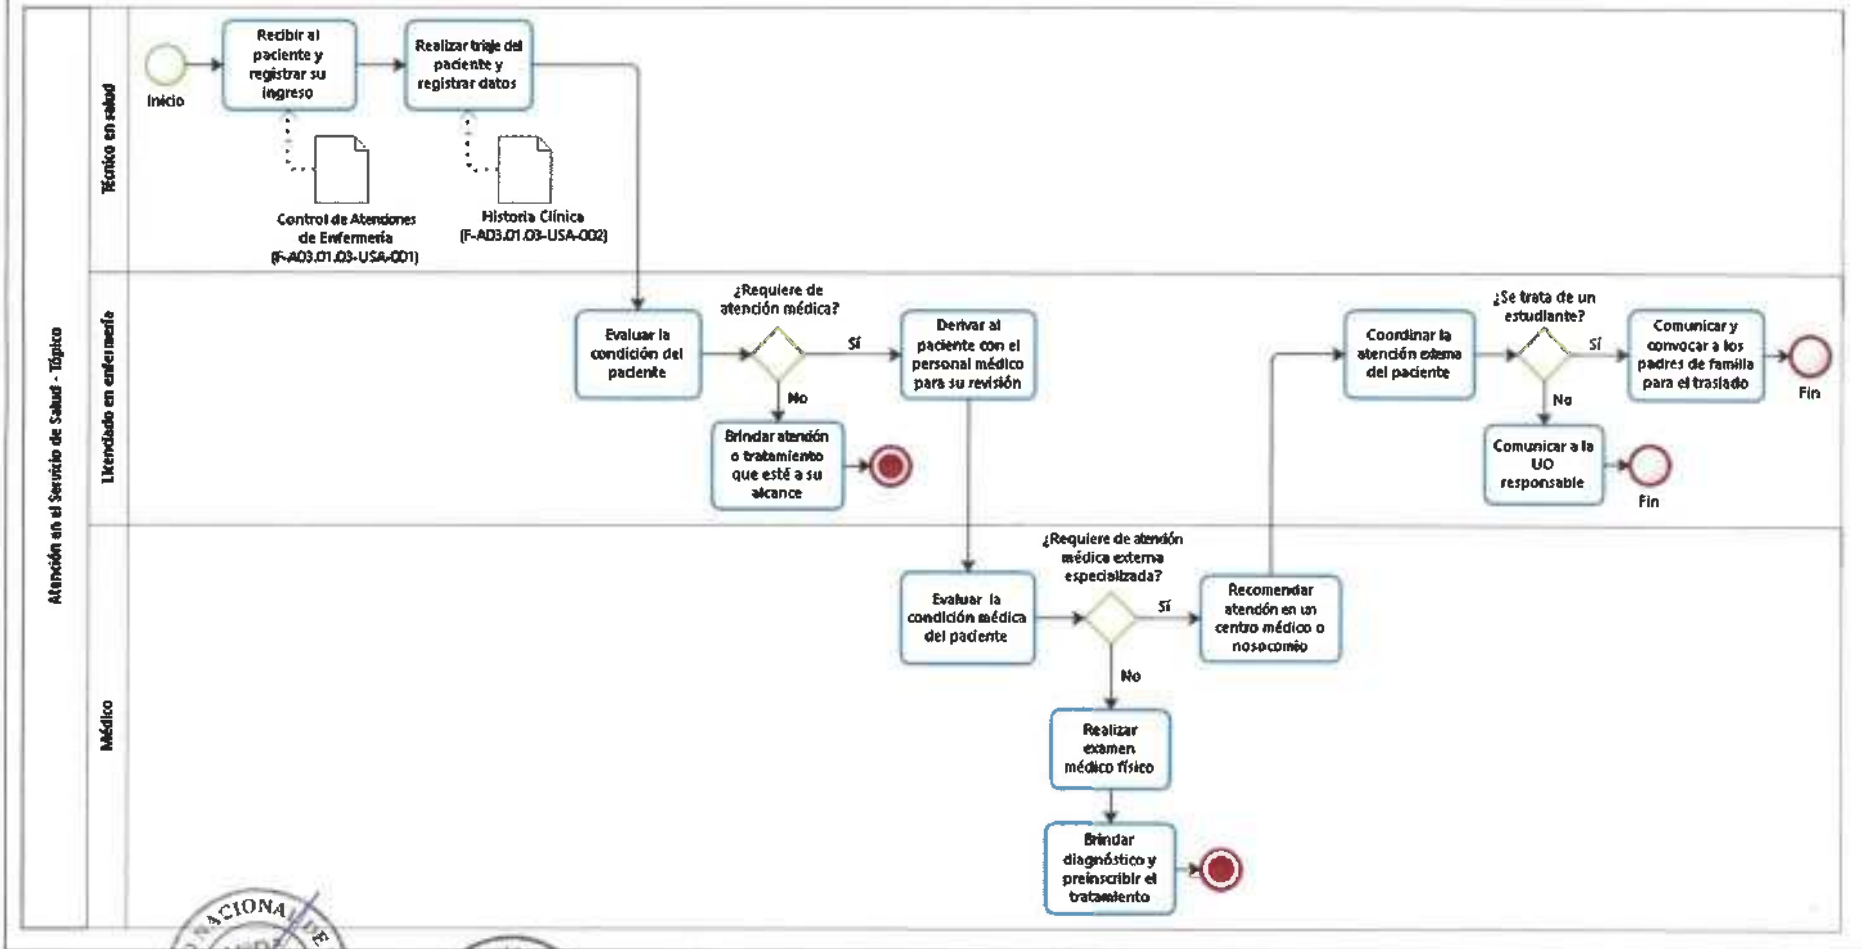 Atención en el Servicio de Salud - Tópico
Técnico en salud
Inicio
Recibir al
paciente y
registrar su
ingreso
Realizar triaje del
paciente y
registrar datos
Control de Atenciones
de Enfermería
(F-A03.01.03-USA-001)
Historia Clínica
(F-A03.01.03-USA-002)
Licenciado en enfermería
Evaluar la
condición del
paciente
¿Requiere de
atención médica?
Sí
No
Brindar atención
o tratamiento
que esté a su
alcance
Derivar al
paciente con el
personal médico
para su revisión
Coordinar la
atención externa
del paciente
¿Se trata de un
estudiante?
Sí
No
Comunicar y
convocar a los
padres de familia
para el traslado
Fin
Comunicar a la
UO
responsable
Fin
Médico
Evaluar la
condición médica
del paciente
¿Requiere de atención
médica externa
especializada?
Sí
No
Recomendar
atención en un
centro médico o
nosocomio
Realizar
examen
médico físico
Brindar
diagnóstico y
preinscribir el
tratamiento
NACIONAL DE